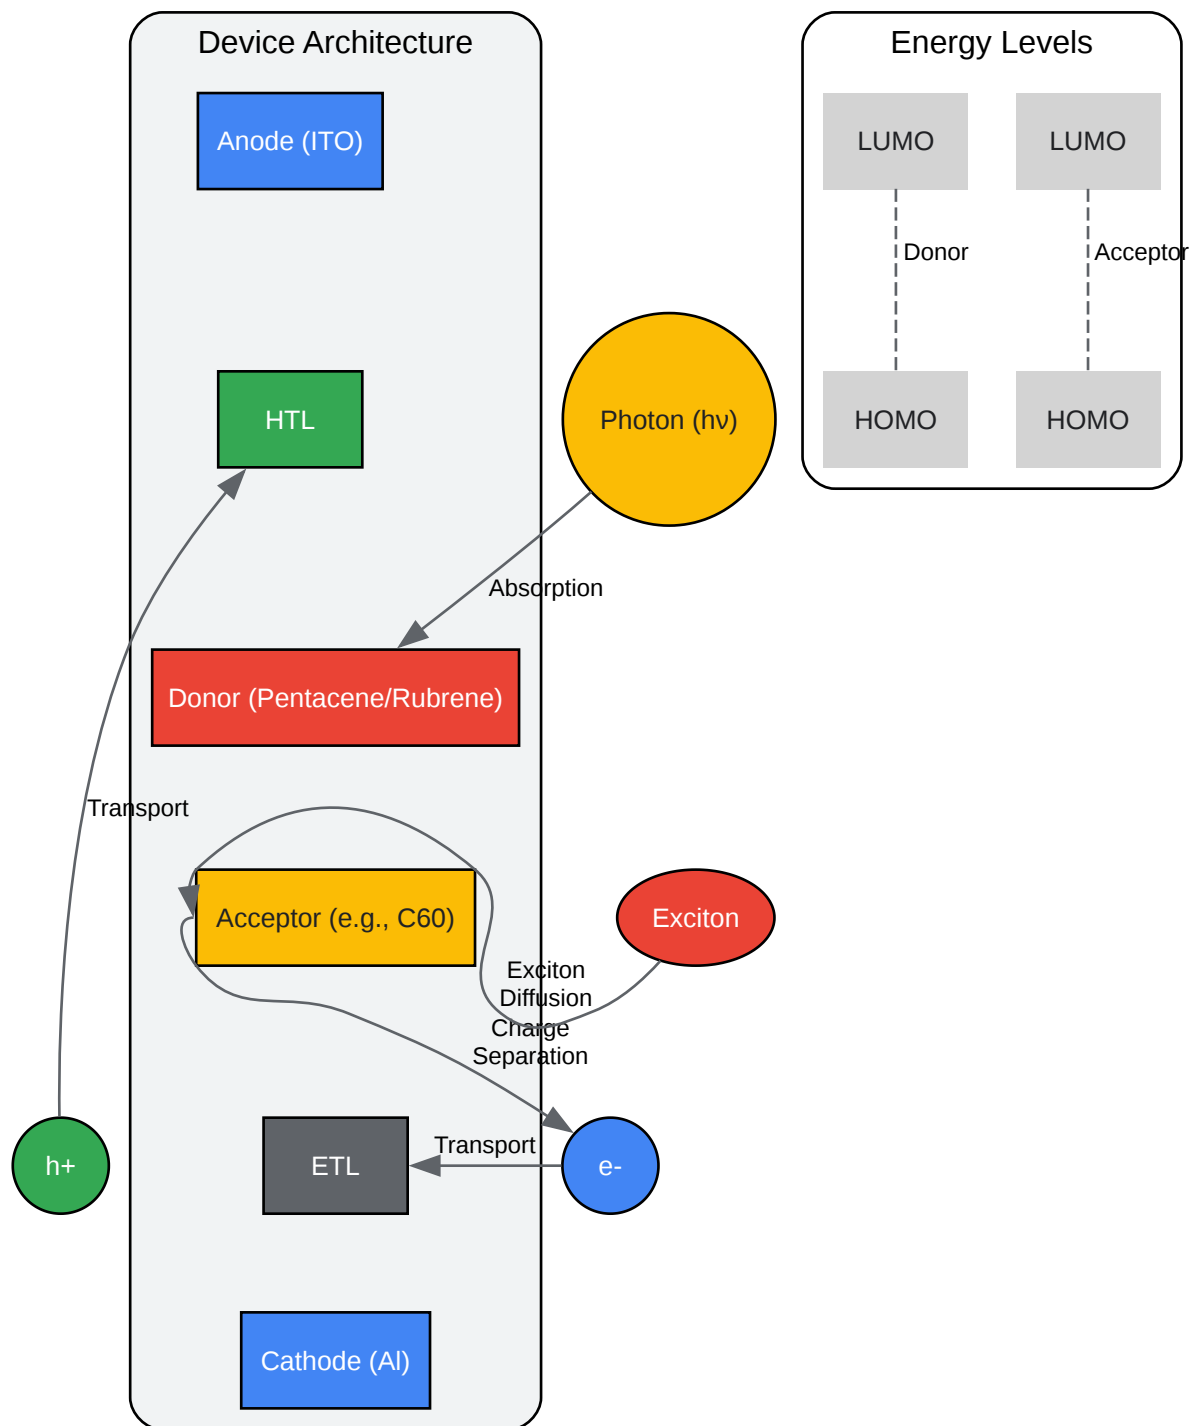 Device Architecture
Energy Levels
Anode (ITO)
LUMO
LUMO
Donor
Acceptor
HTL
Photon (hν)
HOMO
HOMO
Absorption
Donor (Pentacene/Rubrene)
Transport
Acceptor (e.g., C60)
Exciton
Exciton
Diffusion
Charge
Separation
Transport
h+
ETL
e-
Cathode (Al)